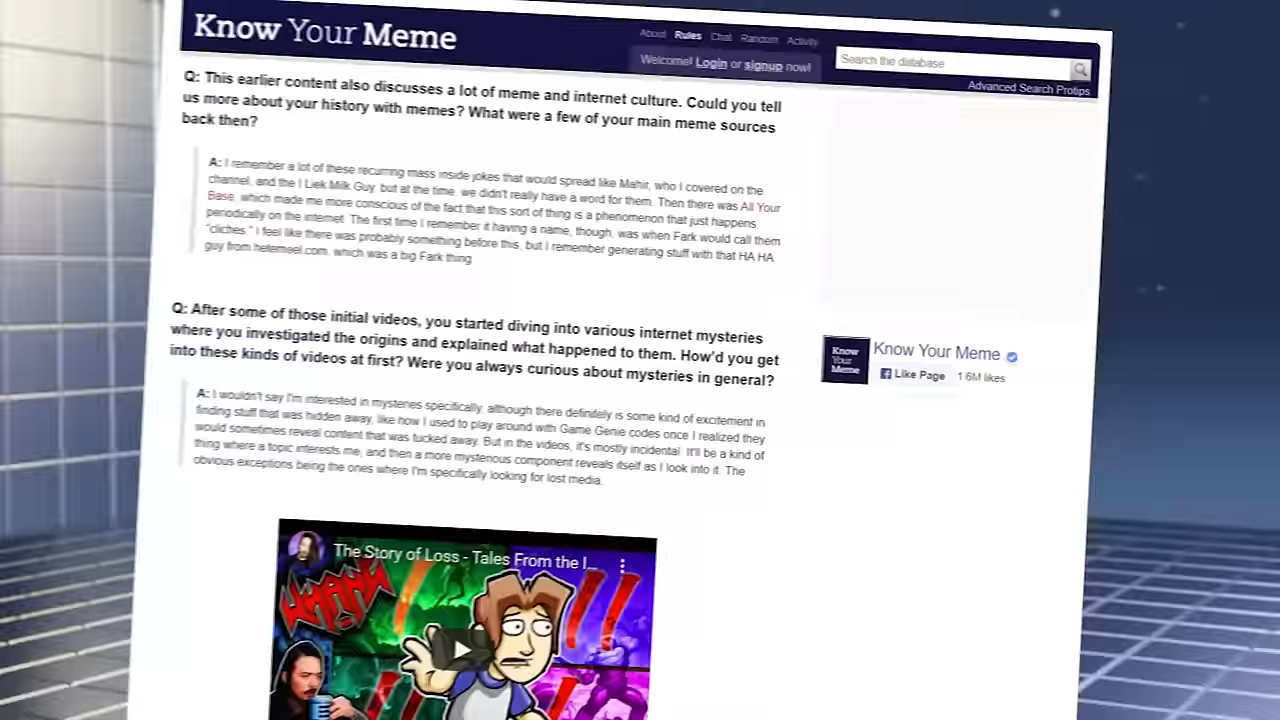 Know Your Meme
About Rules Chat Random Activity
Welcome! Login or signup now!
Search the database
Advanced Search Protips
Q: This earlier content also discusses a lot of meme and internet culture. Could you tell
us more about your history with memes? What were a few of your main meme sources
back then?
A: I remember a lot of these recurring mass inside jokes that would spread like Mahir, who I covered on the
channel, and the I Liek Milk Guy, but at the time, we didn't really have a word for them. Then there was All Your
Base, which made me more conscious of the fact that this sort of thing is a phenomenon that just happens
periodically on the internet. The first time I remember it having a name, though, was when Fark would call them
"cliches." I feel like there was probably something before this, but I remember generating stuff with that HA HA
guy from hetemeel.com, which was a big Fark thing
Q: After some of those initial videos, you started diving into various internet mysteries
where you investigated the origins and explained what happened to them. How'd you get
into these kinds of videos at first? Were you always curious about mysteries in general?
A: I wouldn't say I'm interested in mysteries specifically, although there definitely is some kind of excitement in
finding stuff that was hidden away, like how I used to play around with Game Genie codes once I realized they
would sometimes reveal content that was tucked away. But in the videos, it's mostly incidental. It'll be a kind of
thing where a topic interests me, and then a more mysterious component reveals itself as I look into it. The
obvious exceptions being the ones where I'm specifically looking for lost media.
Know
Your
Meme
Know Your Meme
Like Page 1.6M likes
The Story of Loss - Tales From the I...